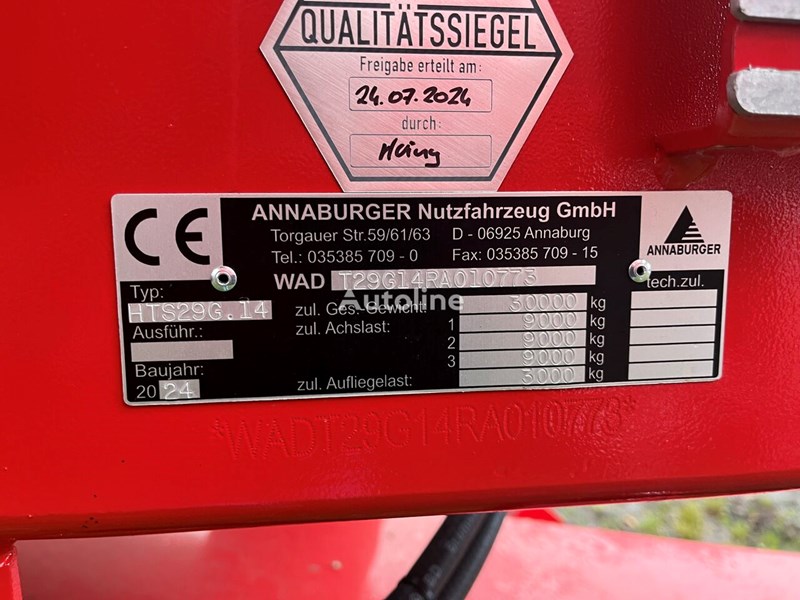 QUALITÄTSSIEGEL
Freigabe erteilt am:
24.07.2024
durch:
CE
ANNABURGER Nutzfahrzeug GmbH
Torgauer Str.59/61/63 D - 06925 Annaburg
Tel.: 035385 709 - 0 Fax: 035385 709 - 15
ANNABURGER
WAD T29G14RA010773
Typ:
HTS29G.14
Ausführ.:
Baujahr:
2024
tech.zul.
zul. Ges. Gewicht: 30000 kg
zul. Achslast: 1 9000 kg
2 9000 kg
3 9000 kg
zul. Aufliegelast: 3000 kg
Autoline
*WADT29G14RA010773*